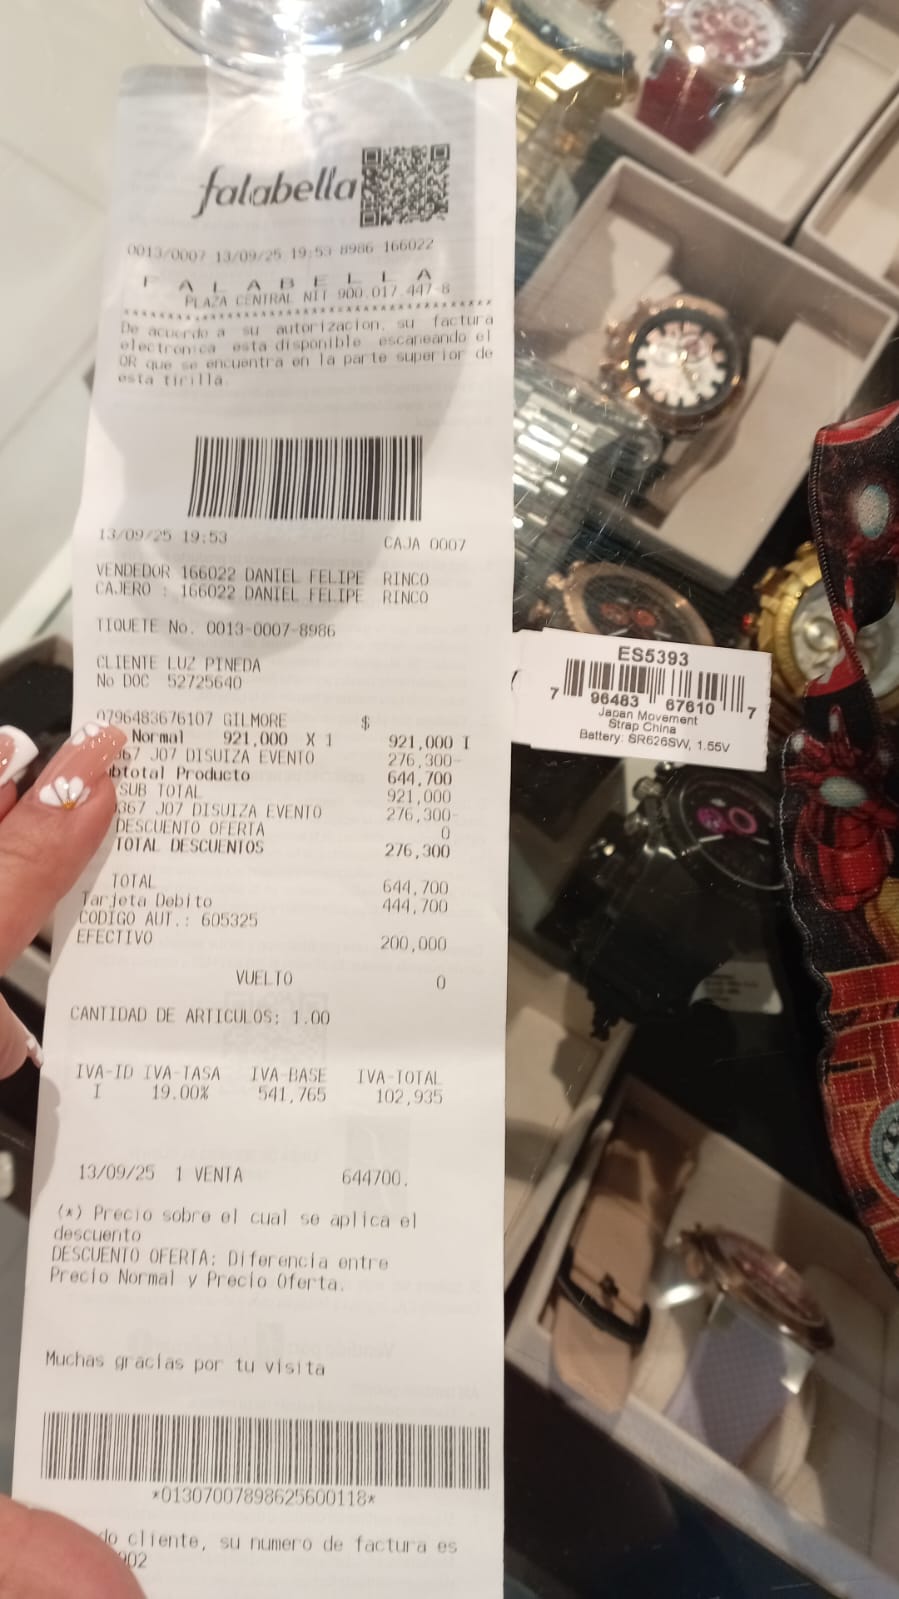 falabella
0013/0007 13/09/25 19:53 8986 166022
F A L A B E L L A
PLAZA CENTRAL NIT 900.017.447-8
De acuerdo a su autorizacion, su factura
electronica esta disponible escaneando el
QR que se encuentra en la parte superior de
esta tirilla.
13/09/25 19:53 CAJA 0007
VENDEDOR 166022 DANIEL FELIPE RINCO
CAJERO : 166022 DANIEL FELIPE RINCO
TIQUETE No. 0013-0007-8986
CLIENTE LUZ PINEDA
No DOC 52725640
0796483676107 GILMORE $
Normal 921,000 X 1 921,000 I
367 J07 DISUIZA EVENTO 276,300-
btotal Producto 644,700
SUB TOTAL 921,000
367 J07 DISUIZA EVENTO 276,300-
DESCUENTO OFERTA 0
TOTAL DESCUENTOS 276,300
TOTAL 644,700
Tarjeta Debito 444,700
CODIGO AUT.: 605325
EFECTIVO 200,000
VUELTO 0
CANTIDAD DE ARTICULOS: 1.00
IVA-ID IVA-TASA IVA-BASE IVA-TOTAL
I 19.00% 541,765 102,935
13/09/25 1 VENTA 644700.
(*) Precio sobre el cual se aplica el
descuento
DESCUENTO OFERTA: Diferencia entre
Precio Normal y Precio Oferta.
Muchas gracias por tu visita
*01307007898625600118*
do cliente, su numero de factura es
902
ES5393
7 96483 67610 7
Japan Movement
Strap China
Battery: SR626SW, 1.55V